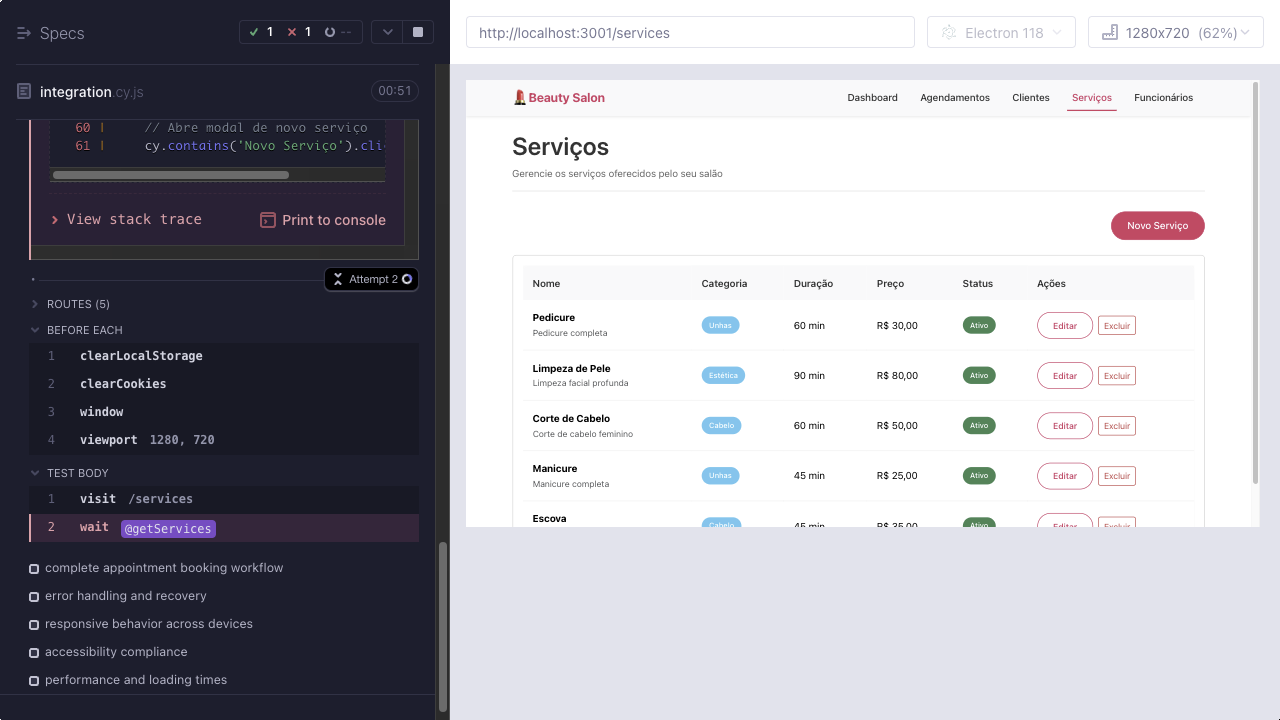 Specs
1
1
--
integration.cy.js
00:51
60 | // Abre modal de novo serviço
61 | cy.contains('Novo Serviço').cli
View stack trace
Print to console
Attempt 2
ROUTES (5)
BEFORE EACH
1 clearLocalStorage
2 clearCookies
3 window
4 viewport 1280, 720
TEST BODY
1 visit /services
2 wait @getServices
complete appointment booking workflow
error handling and recovery
responsive behavior across devices
accessibility compliance
performance and loading times
http://localhost:3001/services
Electron 118
1280x720 (62%)
Beauty Salon
Dashboard Agendamentos Clientes Serviços Funcionários
Serviços
Gerencie os serviços oferecidos pelo seu salão
Novo Serviço
Nome Categoria Duração Preço Status Ações
Pedicure
Pedicure completa
Unhas 60 min R$ 30,00 Ativo Editar Excluir
Limpeza de Pele
Limpeza facial profunda
Estética 90 min R$ 80,00 Ativo Editar Excluir
Corte de Cabelo
Corte de cabelo feminino
Cabelo 60 min R$ 50,00 Ativo Editar Excluir
Manicure
Manicure completa
Unhas 45 min R$ 25,00 Ativo Editar Excluir
Escova
Cabelo 45 min R$ 35,00 Ativo Editar Excluir